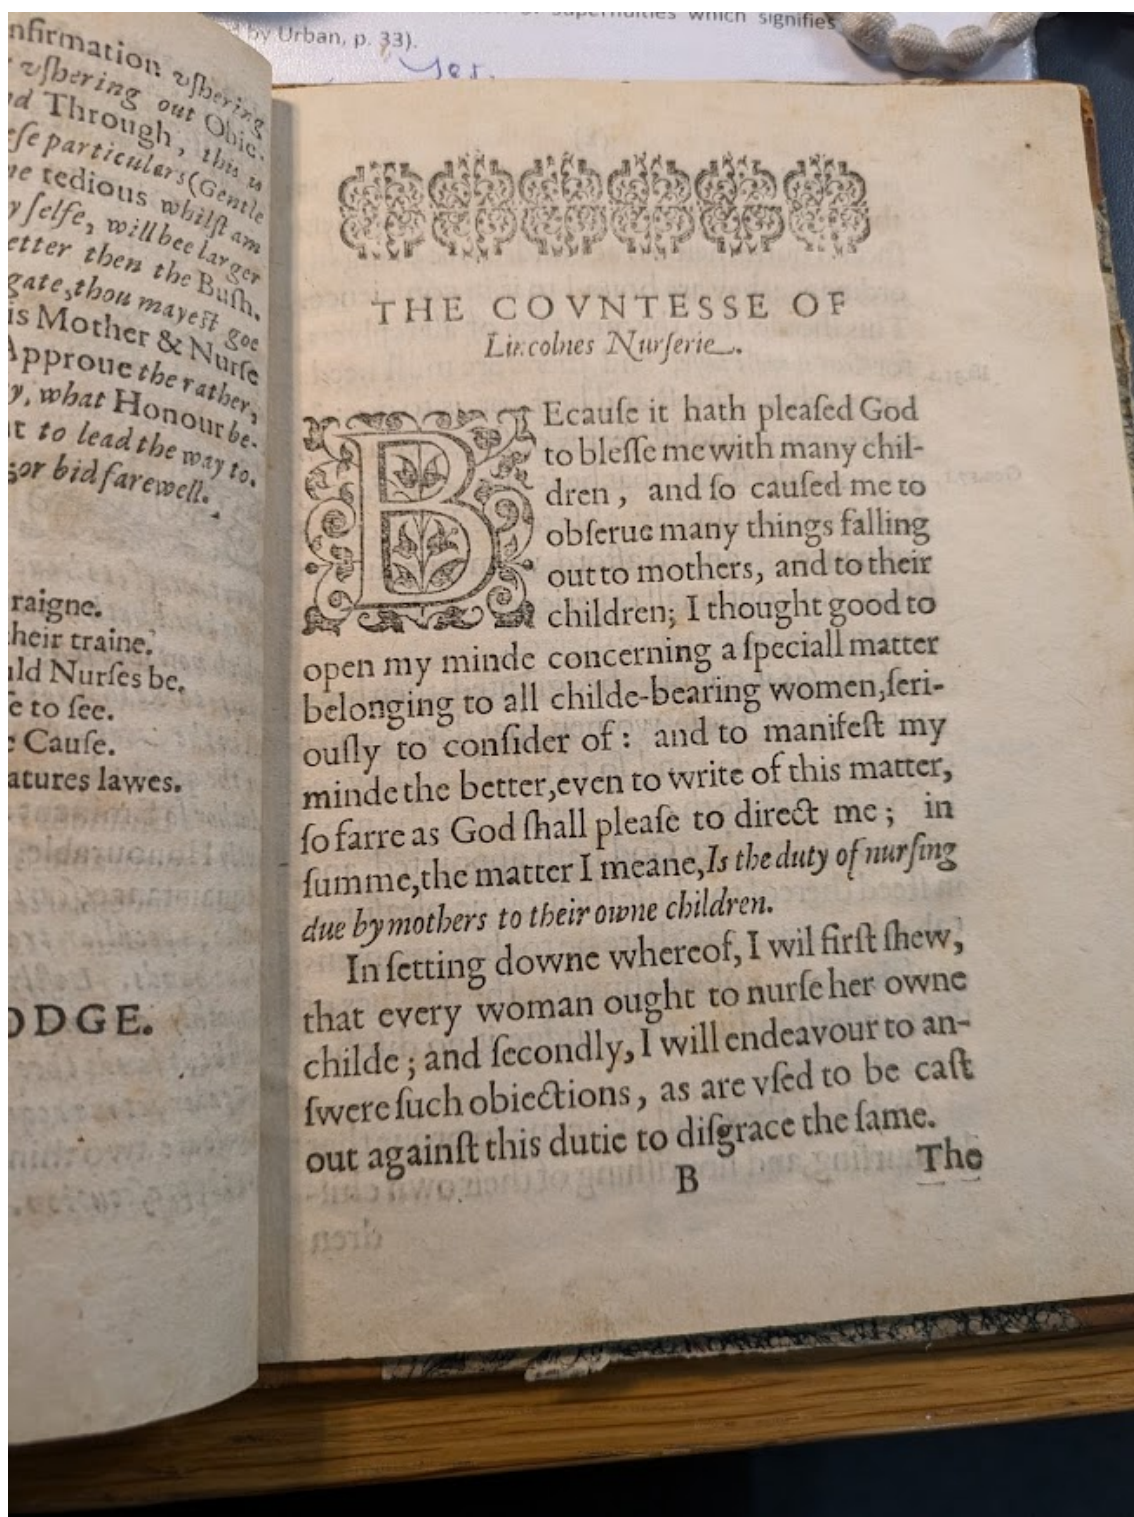 superfluities which signifies
by Urban, p. 33).
yes.
nfirmation vſhering
vſhering out Obiec-
d Through, this is
eſe particulars (Gentle
ne tedious whilſt am
y ſelfe, will bee larger
etter then the Buſh.
gate, thou mayeſt goe
is Mother & Nurſe
Approue the rather,
y, what Honour be-
t to lead the way to.
or bid farewell.
raigne.
heir traine.
ld Nurſes be.
e to ſee.
e Cauſe.
atures lawes.
ODGE.
THE COVNTESSE OF
Lincolnes Nurſerie.
BEcauſe it hath pleaſed God
to bleſſe me with many chil-
dren, and ſo cauſed me to
obſerue many things falling
out to mothers, and to their
children; I thought good to
open my minde concerning a ſpeciall matter
belonging to all childe-bearing women, ſeri-
ouſly to conſider of: and to manifeſt my
minde the better, even to write of this matter,
ſo farre as God ſhall pleaſe to direct me; in
ſumme, the matter I meane, Is the duty of nurſing
due by mothers to their owne children.
In ſetting downe whereof, I wil firſt ſhew,
that every woman ought to nurſe her owne
childe; and ſecondly, I will endeavour to an-
ſwere ſuch obiections, as are vſed to be caſt
out againſt this dutie to diſgrace the ſame.
B The